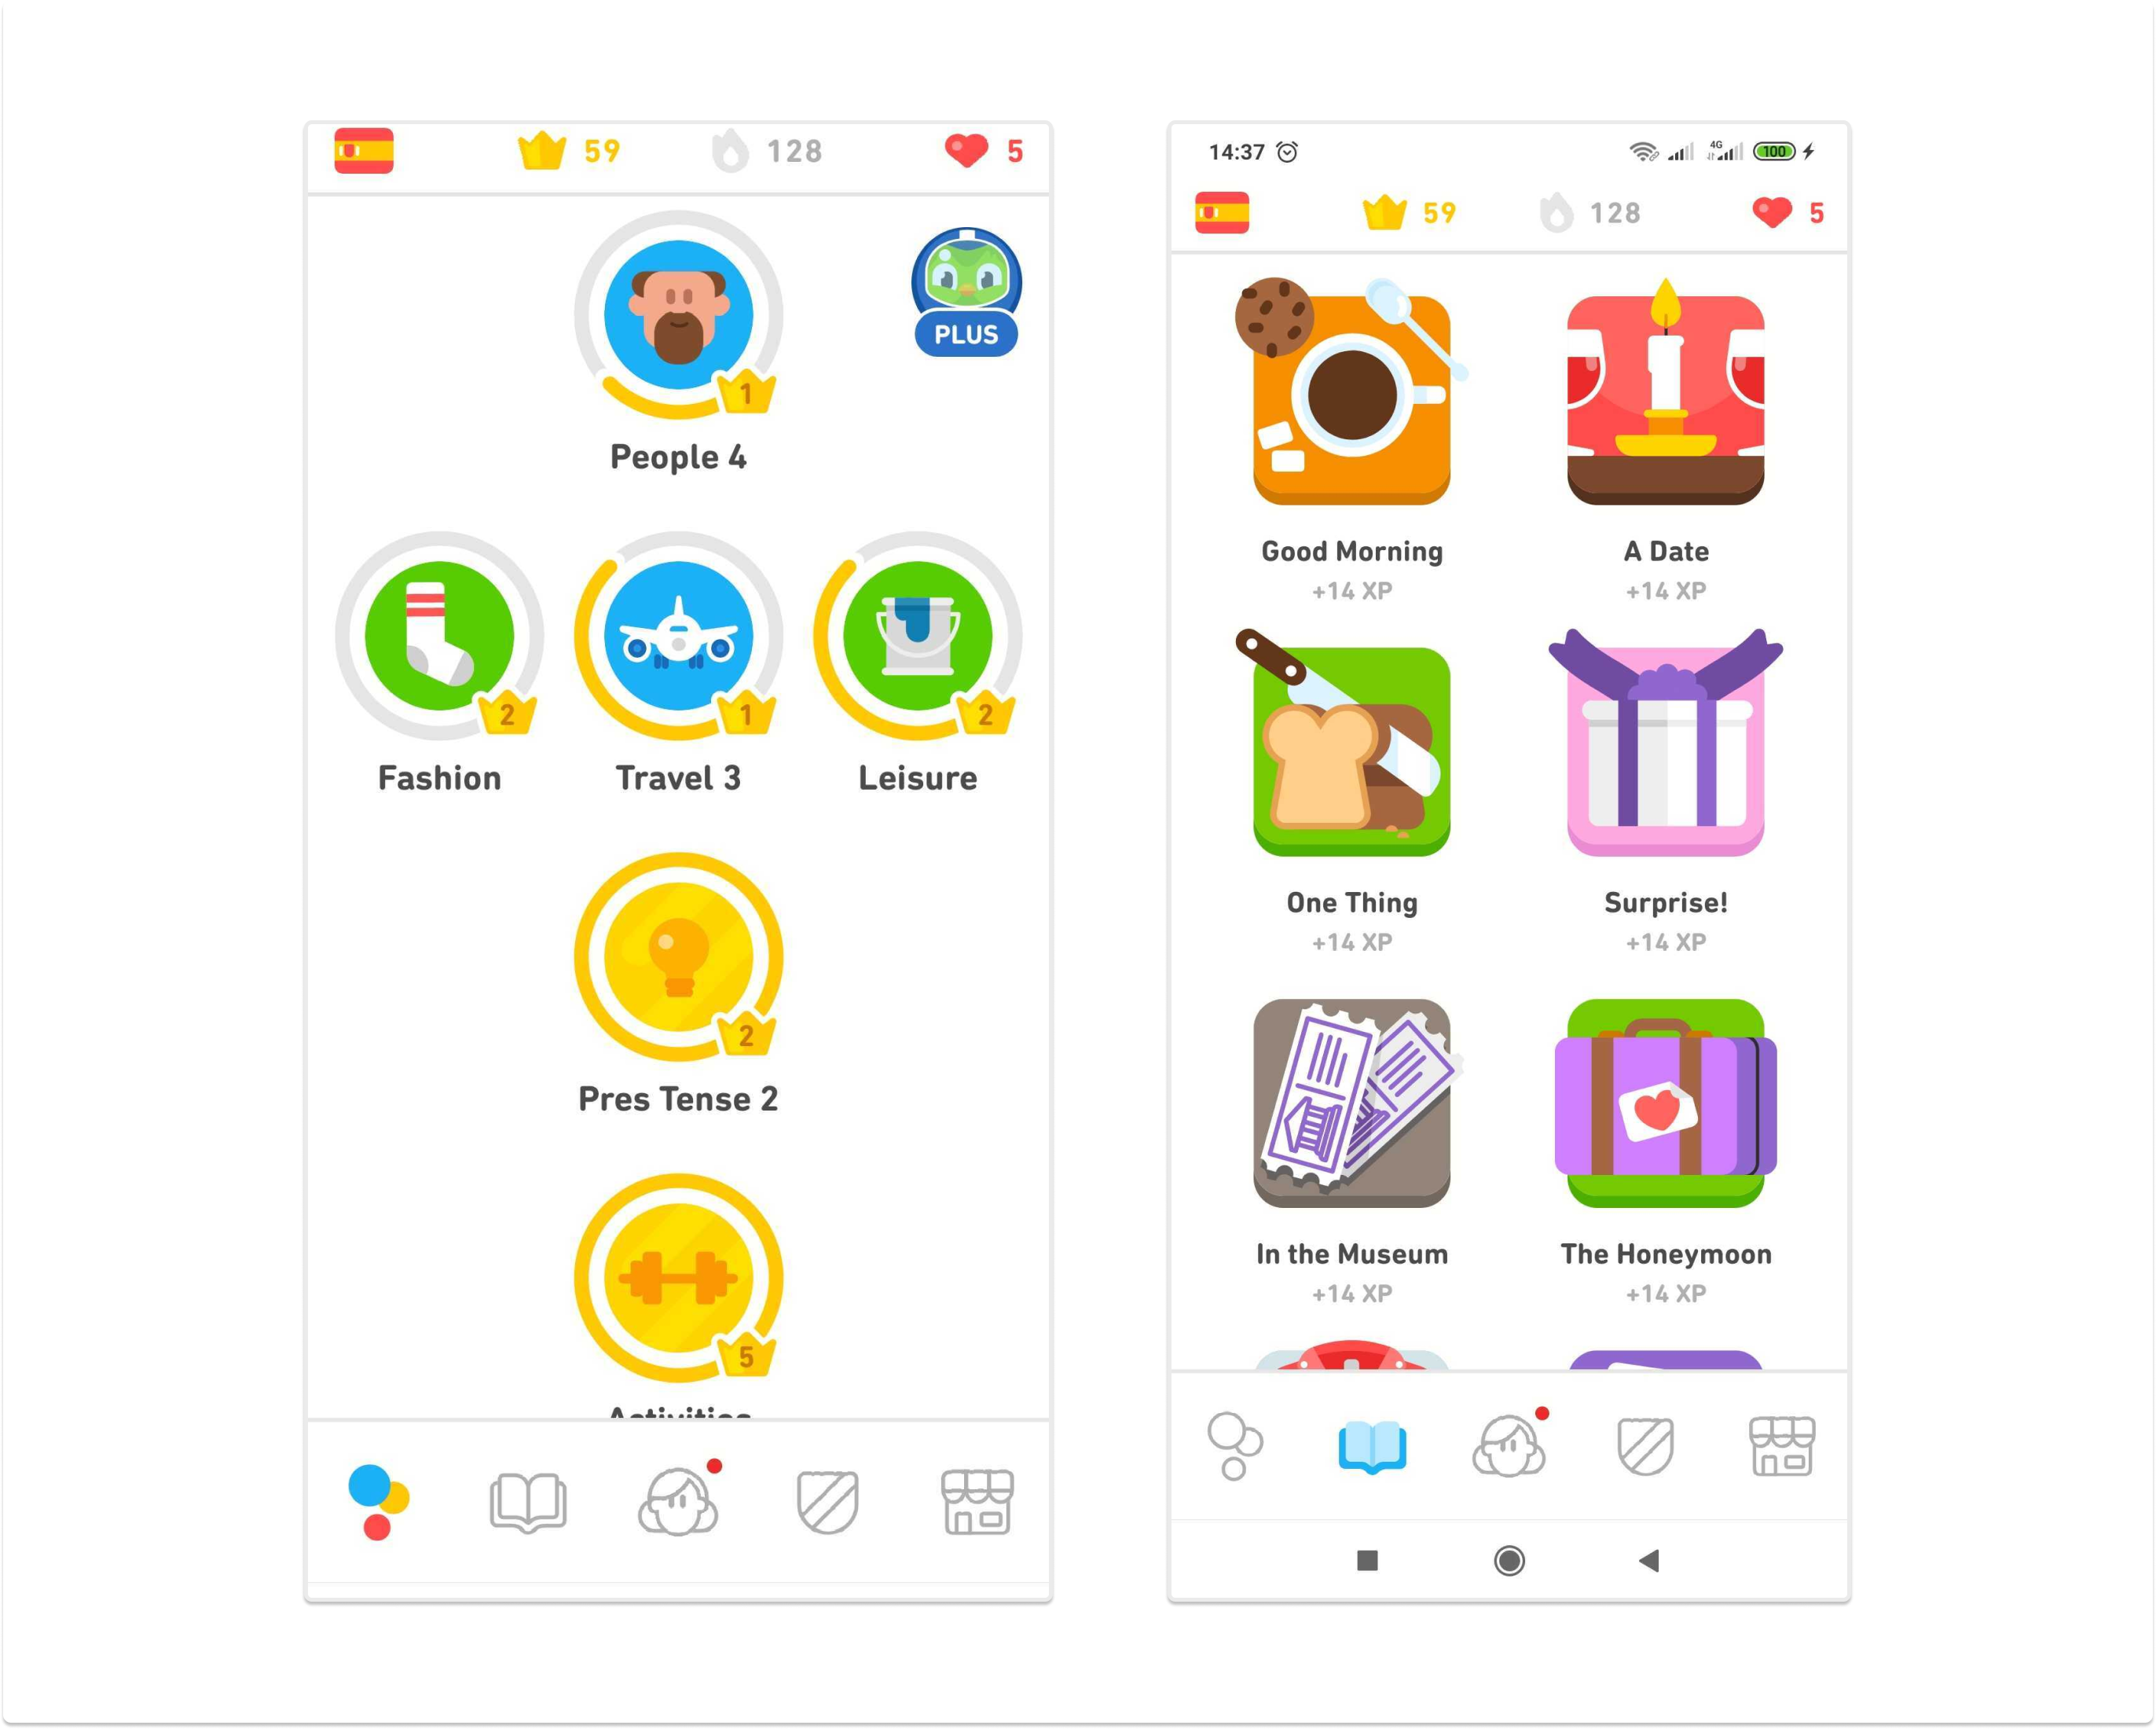 59 128 5
PLUS
1
People 4
2 1 2
Fashion Travel 3 Leisure
2
Pres Tense 2
5
Activities
14:37 4G 100
59 128 5
Good Morning A Date
+14 XP +14 XP
One Thing Surprise!
+14 XP +14 XP
In the Museum The Honeymoon
+14 XP +14 XP